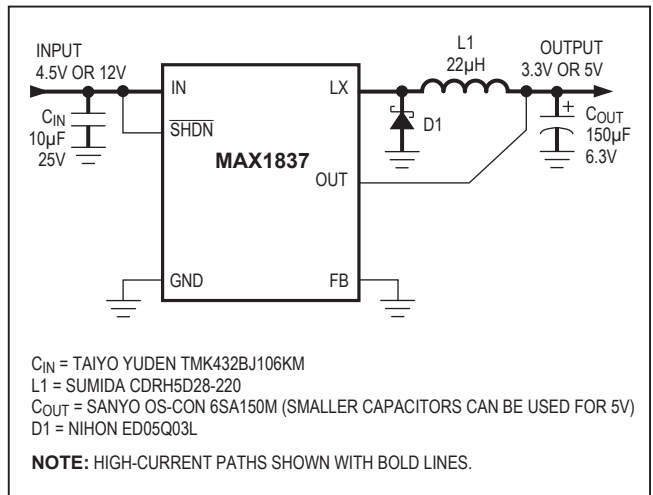 INPUT
4.5V OR 12V
CIN
10µF
25V
IN
SHDN
GND
MAX1837
LX
OUT
FB
L1
22µH
D1
OUTPUT
3.3V OR 5V
+
COUT
150µF
6.3V
CIN = TAIYO YUDEN TMK432BJ106KM
L1 = SUMIDA CDRH5D28-220
COUT = SANYO OS-CON 6SA150M (SMALLER CAPACITORS CAN BE USED FOR 5V)
D1 = NIHON ED05Q03L
NOTE: HIGH-CURRENT PATHS SHOWN WITH BOLD LINES.